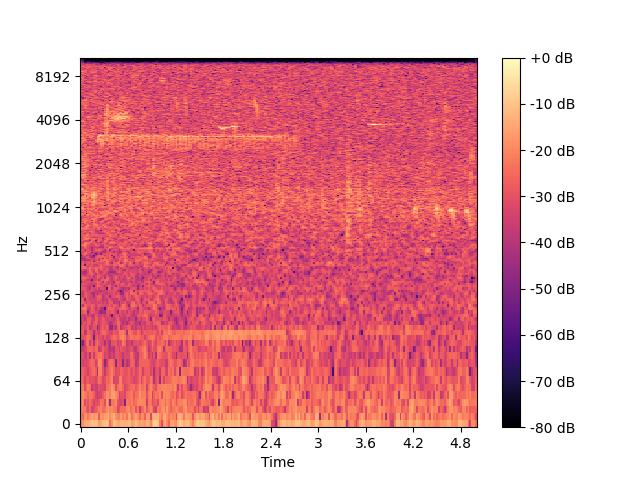 8192
4096
2048
1024
512
256
128
64
0
Hz
0 0.6 1.2 1.8 2.4 3 3.6 4.2 4.8
Time
+0 dB
-10 dB
-20 dB
-30 dB
-40 dB
-50 dB
-60 dB
-70 dB
-80 dB